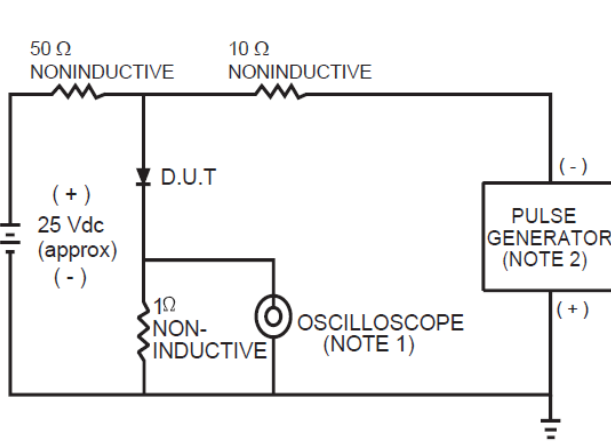 50 Ω
NONINDUCTIVE
10 Ω
NONINDUCTIVE
D.U.T
( + )
25 Vdc
(approx)
( - )
( - )
PULSE
GENERATOR
(NOTE 2)
( + )
1Ω
NON-
INDUCTIVE
OSCILLOSCOPE
(NOTE 1)